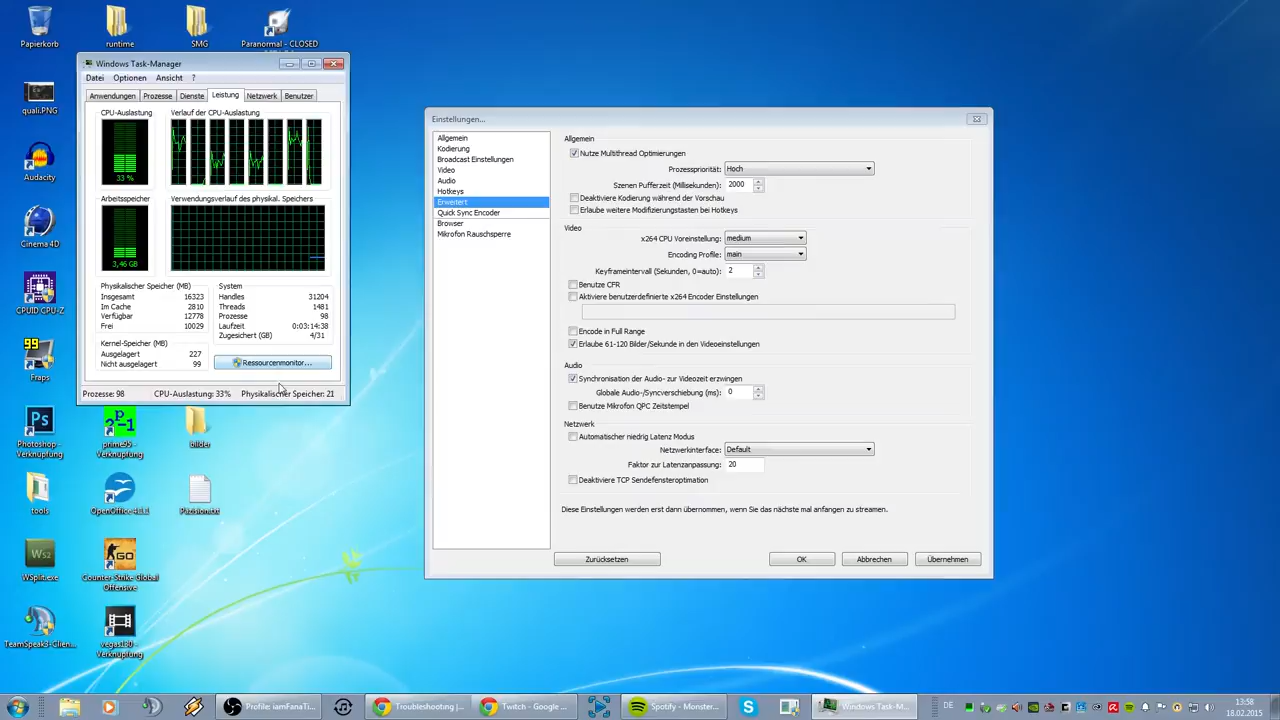 Papierkorb
runtime
SMG
Paranormal - CLOSED
quali.PNG
Audacity
Cinema 4D
CPUID CPU-Z
99
Fraps
Ps
Photoshop - Verknüpfung
prime95 - Verknüpfung
bilder
tools
OpenOffice 4.1.1
WS2
WSplit.exe
GO
Counter Strike Global Offensive
TeamSpeak3-Clien...
vegas130 - Verknüpfung
Windows Task-Manager
Datei Optionen Ansicht ?
Anwendungen Prozesse Dienste Leistung Netzwerk Benutzer
CPU-Auslastung Verlauf der CPU-Auslastung
33 %
Arbeitsspeicher Verwendungsverlauf des physikal. Speichers
3,46 GB
Physikalischer Speicher (MB)
Insgesamt 16323
Im Cache 2810
Verfügbar 12778
Frei 10029
Kernel-Speicher (MB)
Ausgelagert 227
Nicht ausgelagert 99
System
Handles 31204
Threads 1481
Prozesse 98
Laufzeit 0:03:14:38
Zugesichert (GB) 4/31
Ressourcenmonitor...
Prozesse: 98 CPU-Auslastung: 33% Physikalischer Speicher: 21
Einstellungen...
Allgemein
Kodierung
Broadcast Einstellungen
Video
Audio
Hotkeys
Erweitert
Quick Sync Encoder
Browser
Mikrofon Rauschsperre
Allgemein
Nutze Multithread Optimierungen
Prozesspriorität: Hoch
Szenen Pufferzeit (Millisekunden): 2000
Deaktiviere Kodierung während der Vorschau
Erlaube weitere Modifizierungstasten bei Hotkeys
Video
x264 CPU Voreinstellung: medium
Encoding Profile: main
Keyframeintervall (Sekunden, 0=auto): 2
Benutze CFR
Aktiviere benutzerdefinierte x264 Encoder Einstellungen
Encode in Full Range
Erlaube 61-120 Bilder/Sekunde in den Videoeinstellungen
Audio
Synchronisation der Audio- zur Videozeit erzwingen
Globale Audio-/Syncverschiebung (ms): 0
Benutze Mikrofon QPC Zeitstempel
Netzwerk
Automatischer niedrig Latenz Modus
Netzwerkinterface: Default
Faktor zur Latenzanpassung: 20
Deaktiviere TCP Sendefensteroptimation
Diese Einstellungen werden erst dann übernommen, wenn Sie das nächste mal anfangen zu streamen.
Zurücksetzen OK Abbrechen Übernehmen
Profile: iamFanaTi... Troubleshooting |... Twitch - Google ... Spotify - Monster... Windows Task-M... DE
13:58
18.02.2015